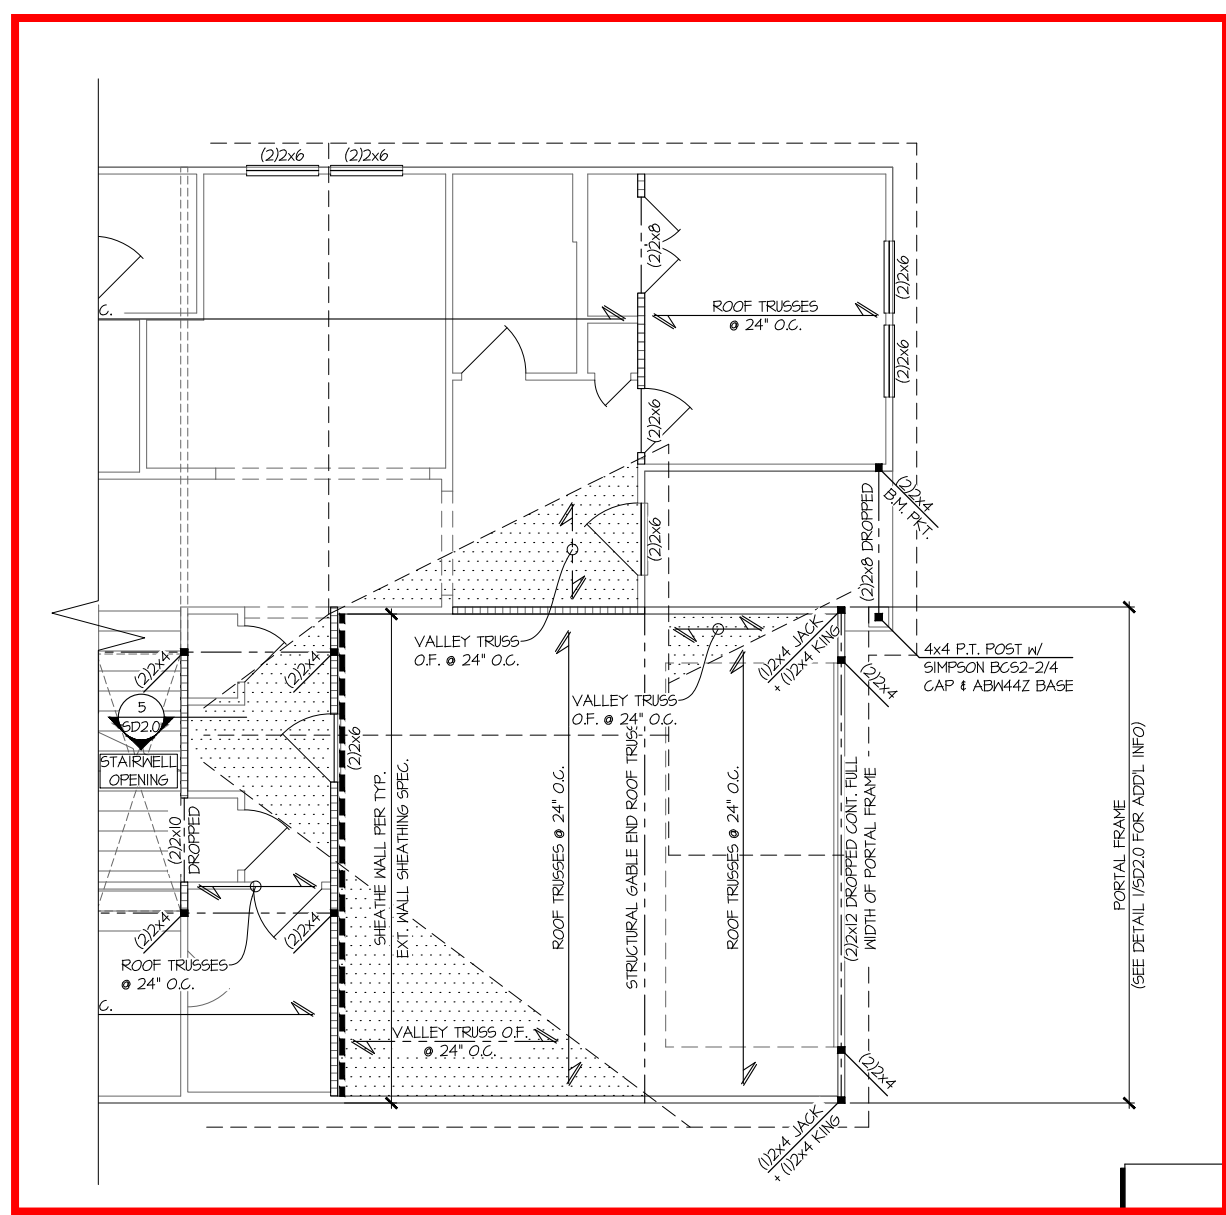 (2)2x6
(2)2x6
(2)2x8
(2)2x6
C.
ROOF TRUSSES
@ 24" O.C.
(2)2x6
(2)2x6
(2)2x6
(2)2x4
B.M. PKT.
(2)2x8 DROPPED
VALLEY TRUSS
O.F. @ 24" O.C.
(1)2x4 JACK
+ (1)2x4 KING
4x4 P.T. POST W/
SIMPSON BCS2-2/4
CAP & ABW44Z BASE
(2)2x4
(2)2x4
(2)2x4
VALLEY TRUSS
O.F. @ 24" O.C.
5
SD2.0
(2)2x6
STAIRWELL
OPENING
(2)2x10
DROPPED
SHEATHE WALL PER TYP.
EXT. WALL SHEATHING SPEC.
ROOF TRUSSES @ 24" O.C.
STRUCTURAL GABLE END ROOF TRUSS
ROOF TRUSSES @ 24" O.C.
(2)2x12 DROPPED CONT. FULL
WIDTH OF PORTAL FRAME
PORTAL FRAME
(SEE DETAIL 1/SD2.0 FOR ADD'L INFO)
(2)2x4
(2)2x4
ROOF TRUSSES
@ 24" O.C.
C.
VALLEY TRUSS O.F.
@ 24" O.C.
(2)2x4
(1)2x4 JACK
+ (1)2x4 KING